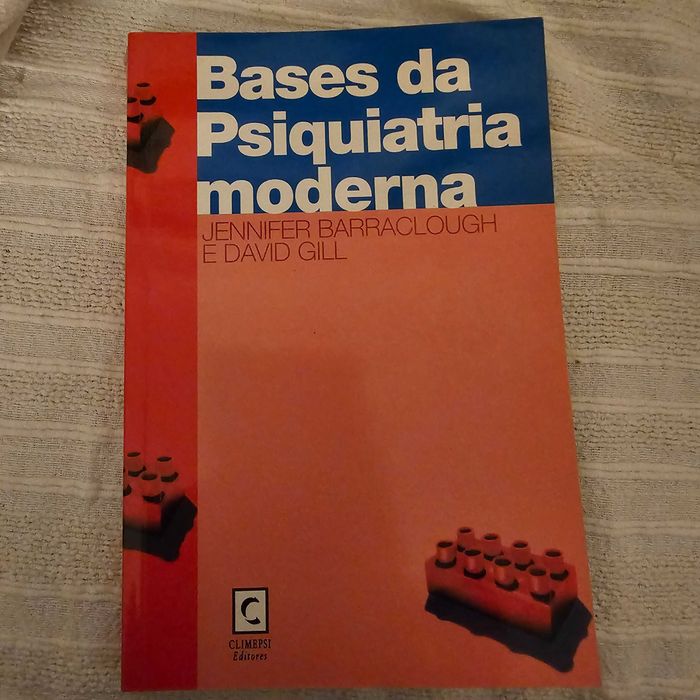 Bases da
Psiquiatria
moderna
JENNIFER BARRACLOUGH
E DAVID GILL
C
CLIMEPSI
Editores